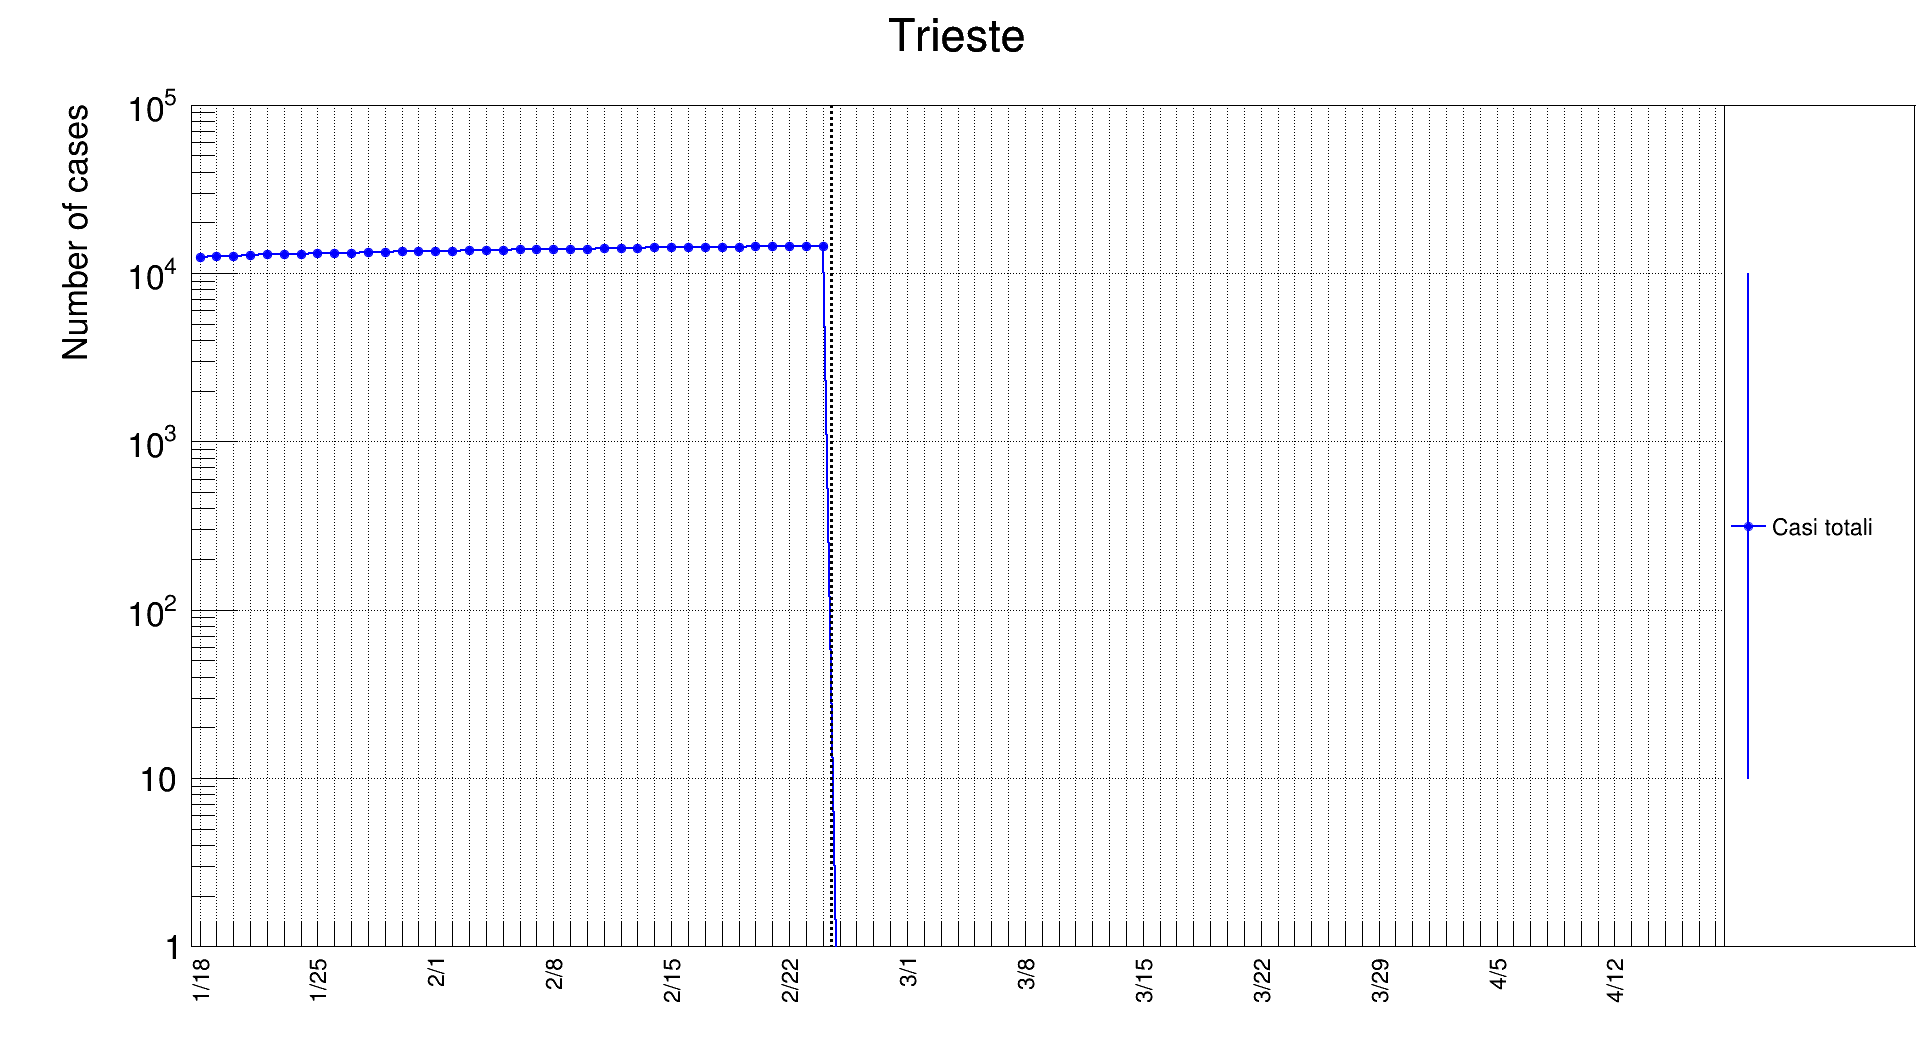 Trieste
Number of cases
10^5
10^4
10^3
10^2
10
1
1/18 1/25 2/1 2/8 2/15 2/22 3/1 3/8 3/15 3/22 3/29 4/5 4/12
Casi totali